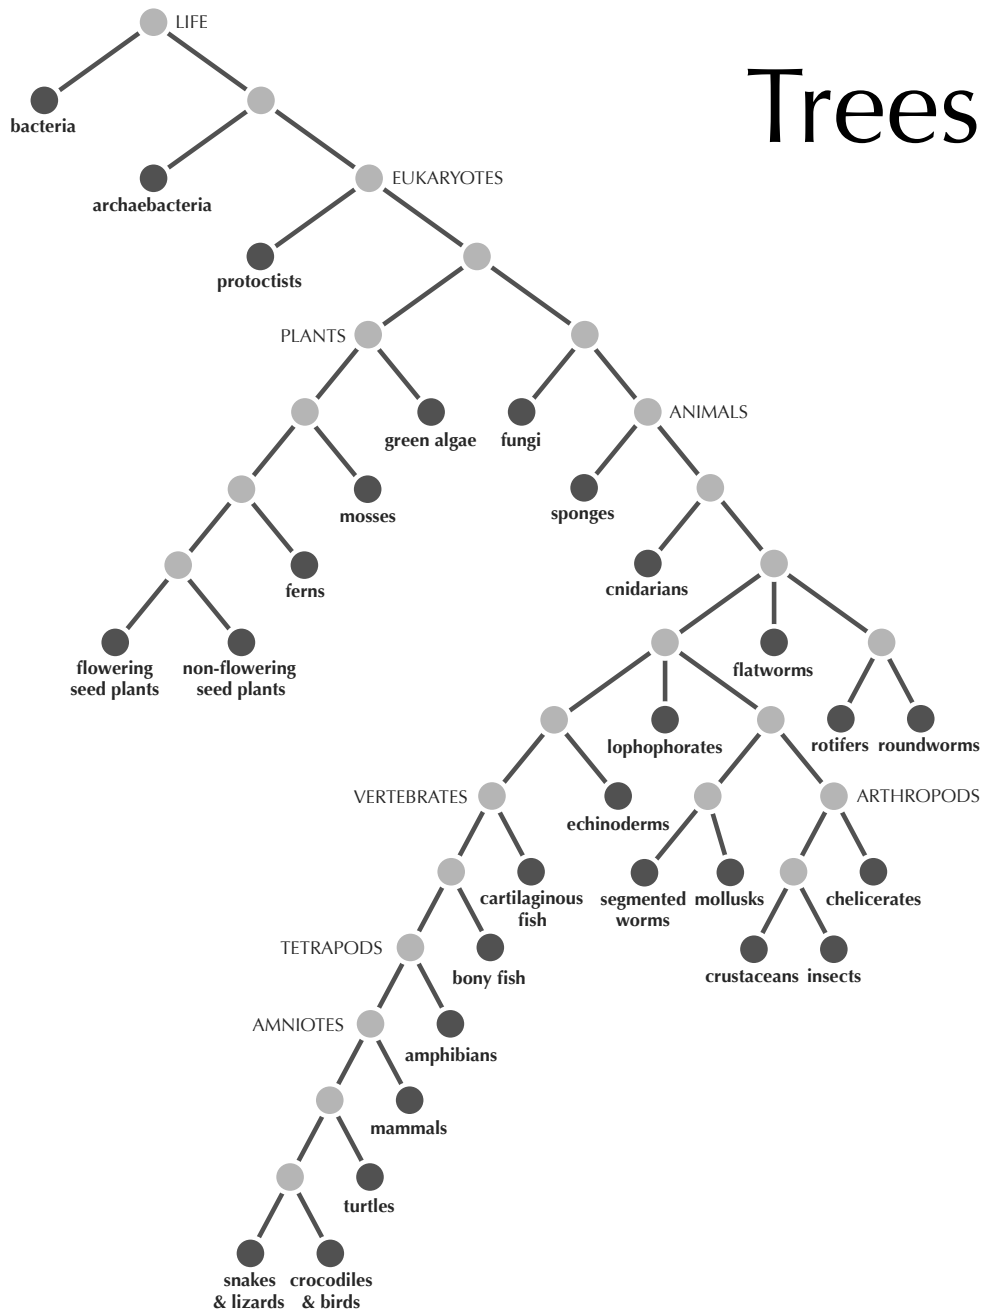 LIFE
Trees
bacteria
EUKARYOTES
archaebacteria
protoctists
PLANTS
ANIMALS
green algae
fungi
mosses
sponges
ferns
cnidarians
flowering
seed plants
non-flowering
seed plants
flatworms
lophophorates
rotifers
roundworms
VERTEBRATES
ARTHROPODS
echinoderms
cartilaginous
fish
segmented
worms
mollusks
chelicerates
TETRAPODS
bony fish
crustaceans
insects
AMNIOTES
amphibians
mammals
turtles
snakes
& lizards
crocodiles
& birds